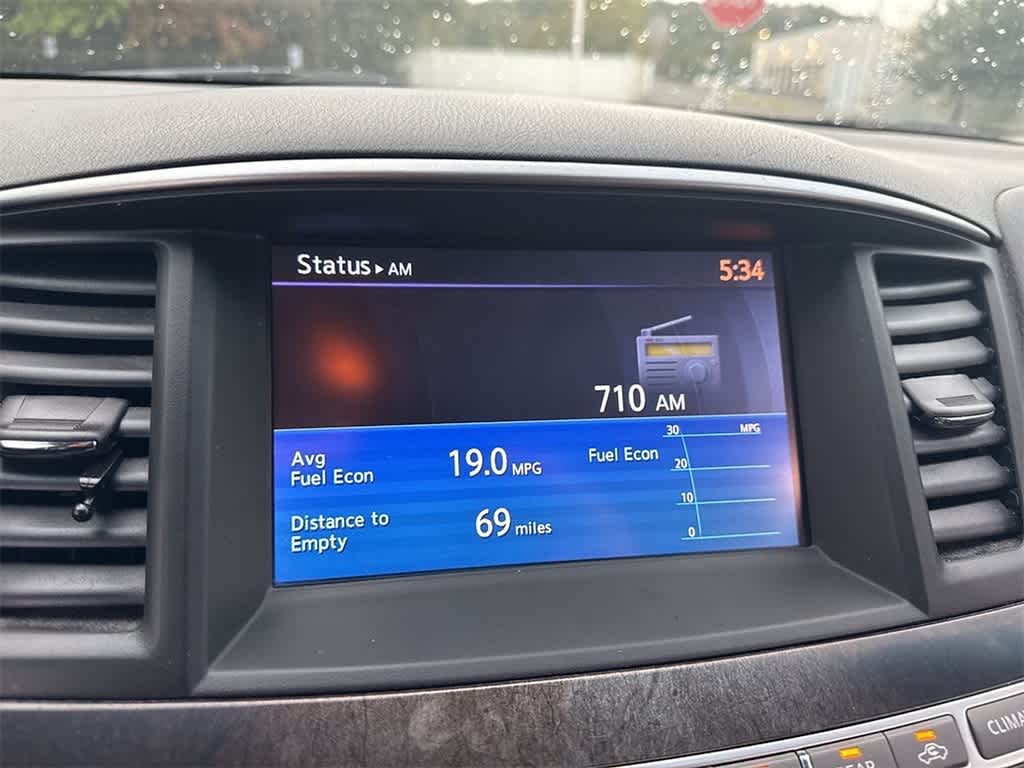 Status ▸ AM
5:34
710 AM
Avg
Fuel Econ
19.0 MPG
Distance to
Empty
69 miles
Fuel Econ
MPG
30
20
10
0
CLIMA